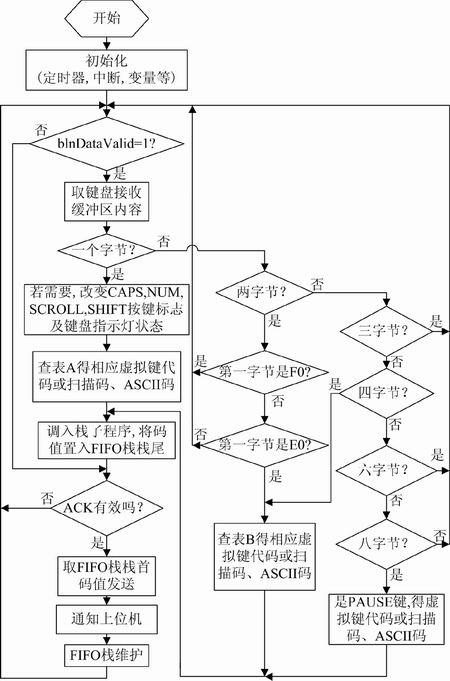 开始
初始化
(定时器,中断,变量等)
否
blnDataValid=1?
是
取键盘接收
缓冲区内容
一个字节?
否
是
若需要,改变CAPS,NUM,
SCROLL,SHIFT按键标志
及键盘指示灯状态
查表A得相应虚拟键代
码或扫描码、ASCII码
调入栈子程序,将码
值置入FIFO栈栈尾
否
ACK有效吗?
是
取FIFO栈栈首
码值发送
通知上位机
FIFO栈维护
两字节?
否
是
是
第一字节是F0?
否
否
第一字节是E0?
是
查表B得相应虚
拟键代码或扫
描码、ASCII码
三字节?
是
否
是
四字节?
否
六字节?
是
否
八字节?
否
是
是PAUSE键,得虚
拟键代码或扫描
码、ASCII码